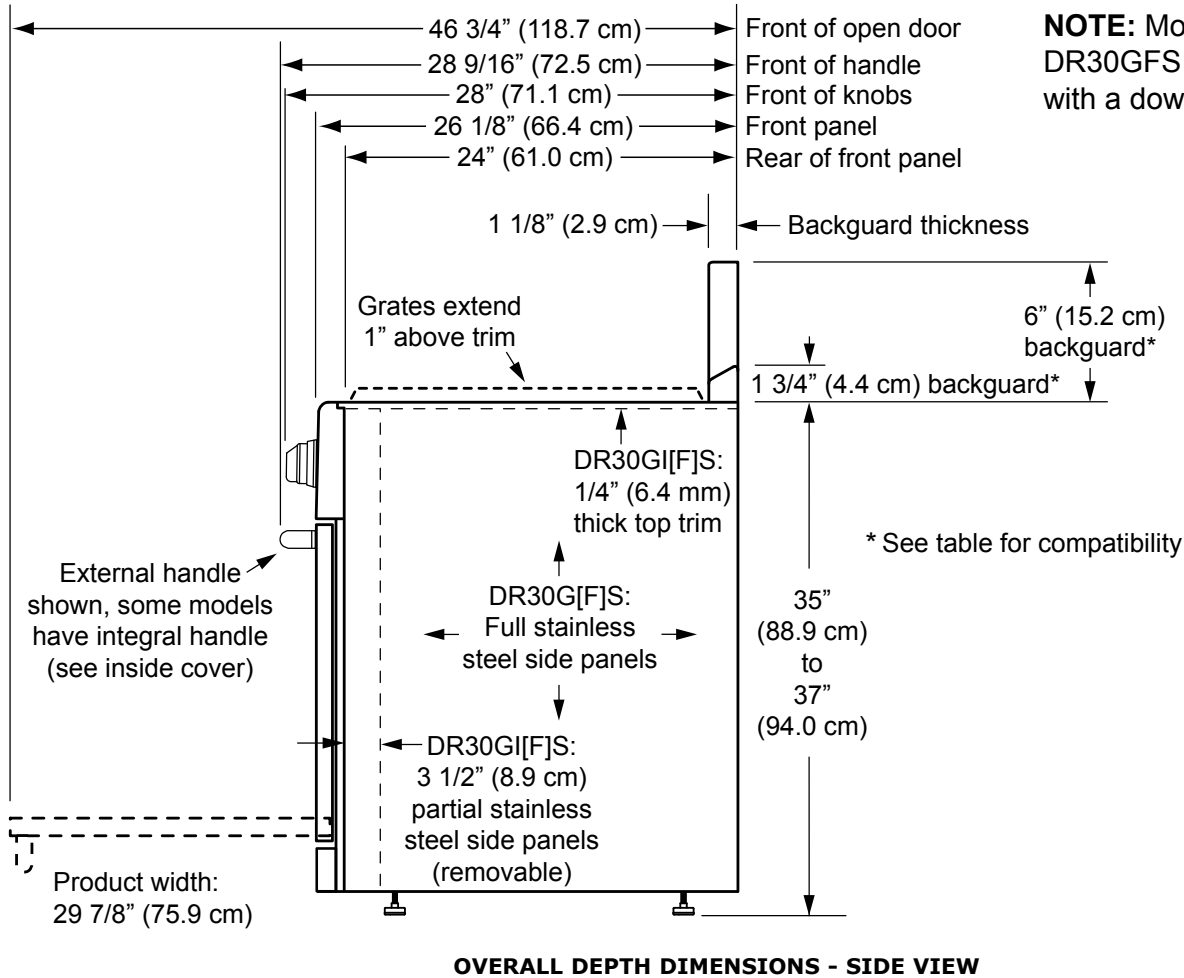 46 3/4” (118.7 cm) Front of open door
28 9/16” (72.5 cm) Front of handle
28” (71.1 cm) Front of knobs
26 1/8” (66.4 cm) Front panel
24” (61.0 cm) Rear of front panel
NOTE: Mo
DR30GFS
with a dow
1 1/8” (2.9 cm) Backguard thickness
Grates extend
1” above trim
6” (15.2 cm)
backguard*
1 3/4” (4.4 cm) backguard*
DR30GI[F]S:
1/4” (6.4 mm)
thick top trim
* See table for compatibility
External handle
shown, some models
have integral handle
(see inside cover)
DR30G[F]S:
Full stainless
steel side panels
35”
(88.9 cm)
to
37”
(94.0 cm)
DR30GI[F]S:
3 1/2” (8.9 cm)
partial stainless
steel side panels
(removable)
Product width:
29 7/8” (75.9 cm)
OVERALL DEPTH DIMENSIONS - SIDE VIEW